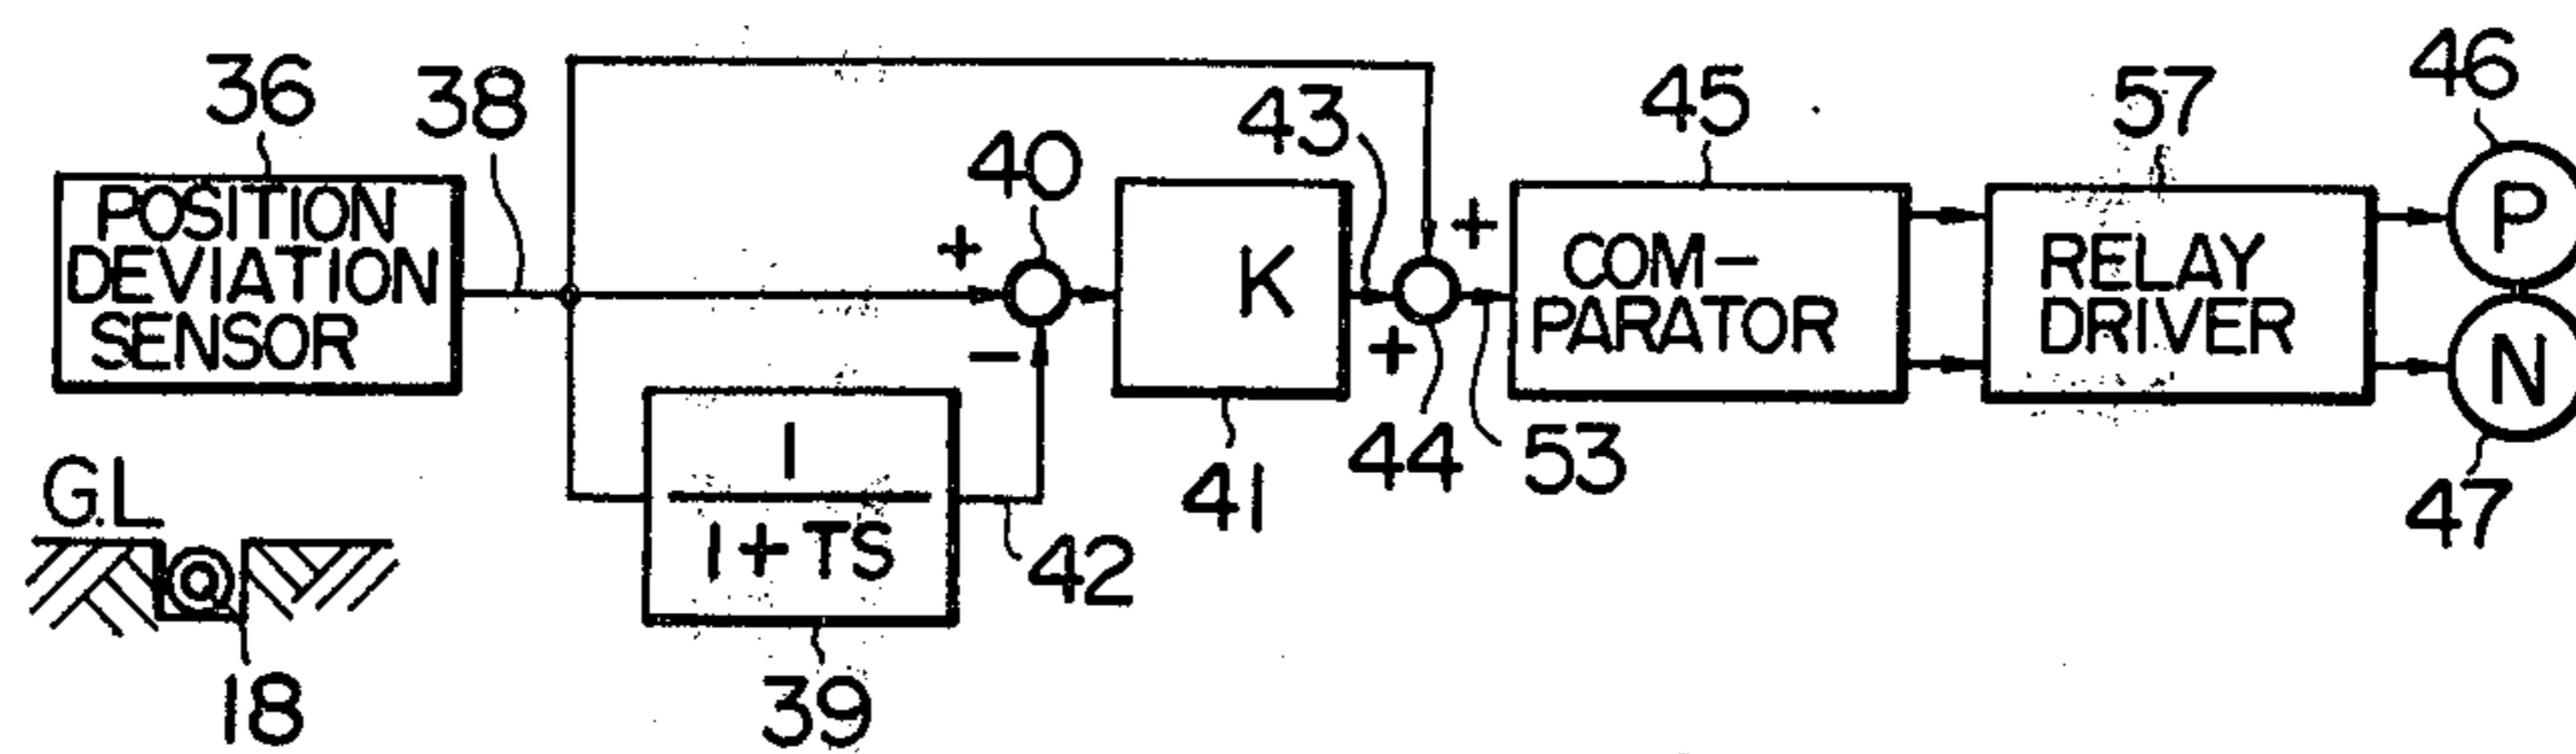 36
38
40
43
45
57
46
POSITION
DEVIATION
SENSOR
+
−
K
+
+
COM-
PARATOR
RELAY
DRIVER
P
N
1
1+TS
G.L
18
39
42
41
44
53
47